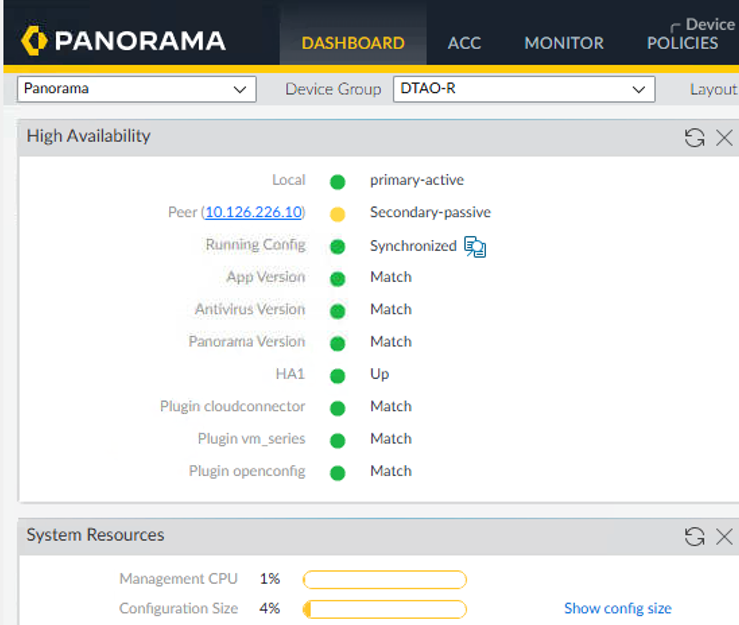 PANORAMA DASHBOARD ACC MONITOR Device POLICIES
Panorama Device Group DTAO-R Layout
High Availability
Local primary-active
Peer (10.126.226.10) Secondary-passive
Running Config Synchronized
App Version Match
Antivirus Version Match
Panorama Version Match
HA1 Up
Plugin cloudconnector Match
Plugin vm_series Match
Plugin openconfig Match
System Resources
Management CPU 1%
Configuration Size 4% Show config size